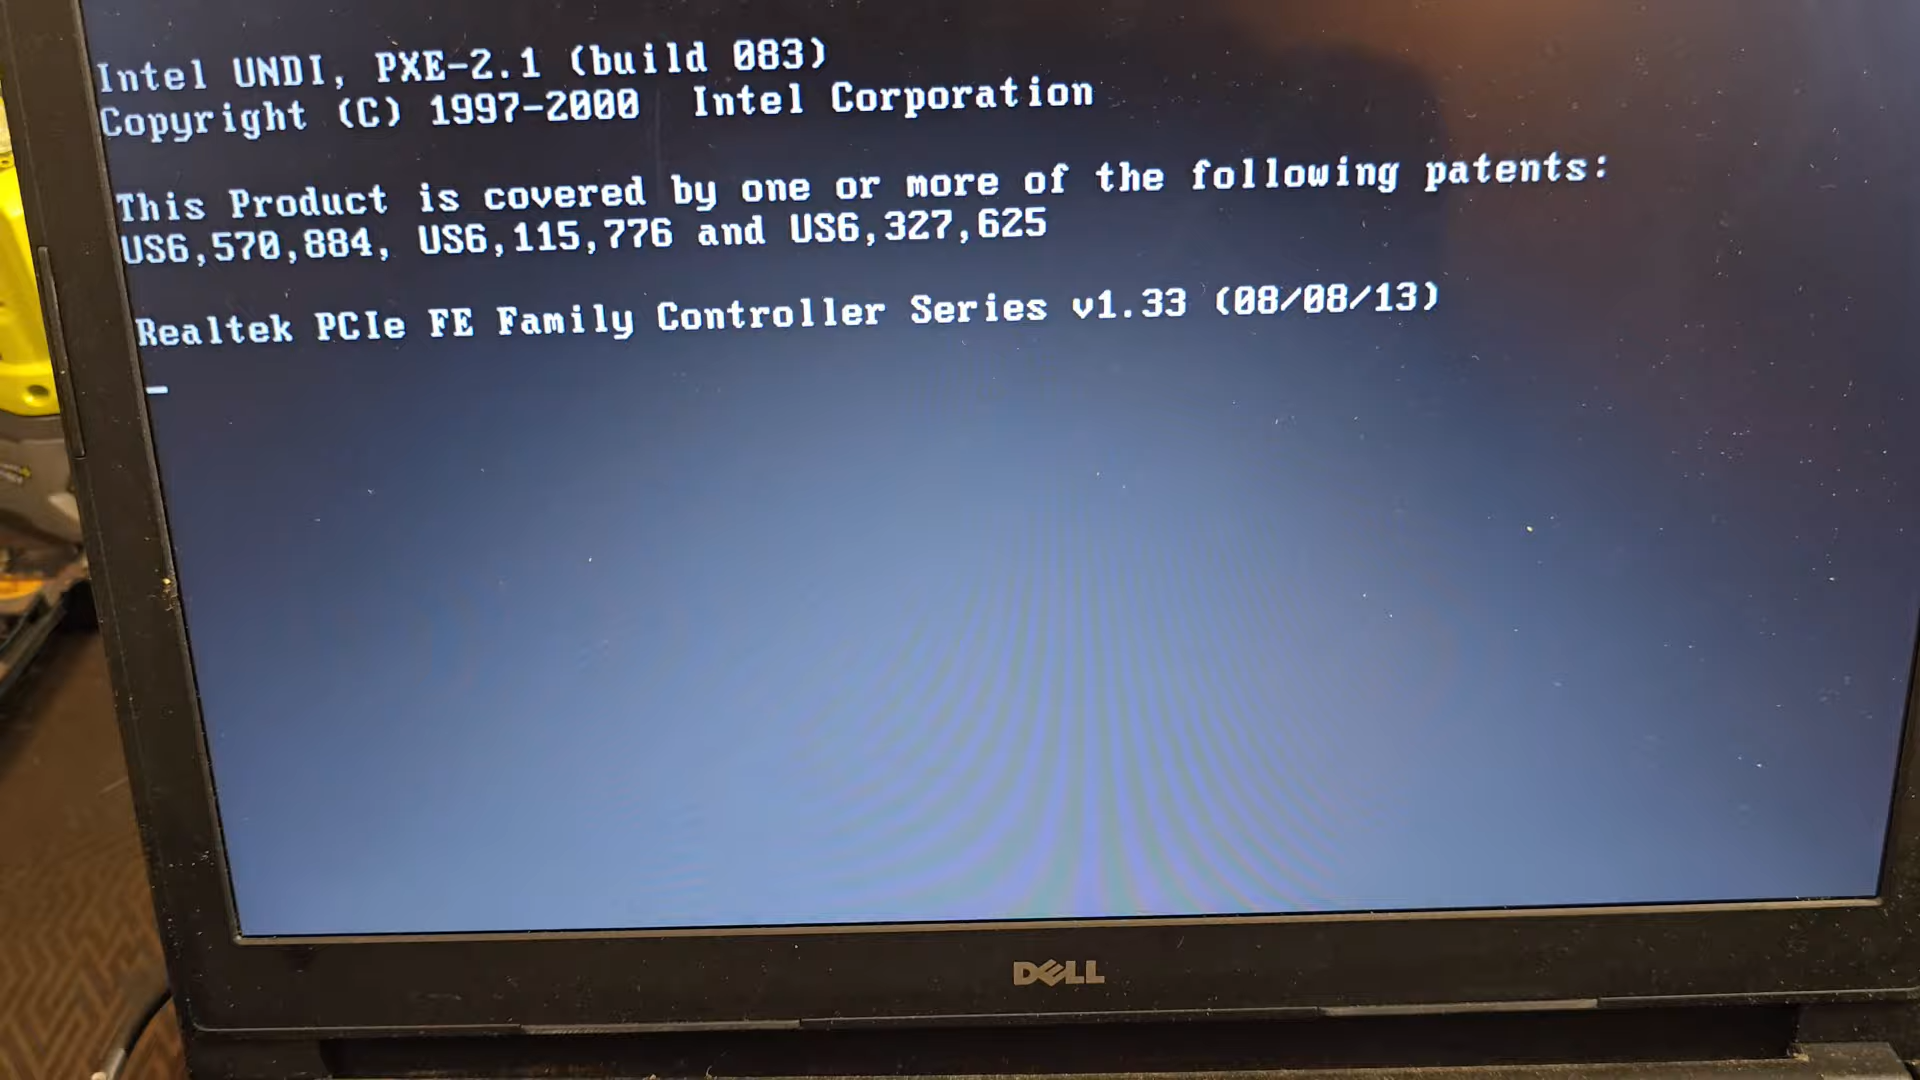 Intel UNDI, PXE-2.1 (build 083)
Copyright (C) 1997-2000  Intel Corporation
This Product is covered by one or more of the following patents:
US6,570,884, US6,115,776 and US6,327,625
Realtek PCIe FE Family Controller Series v1.33 (08/08/13)
DELL